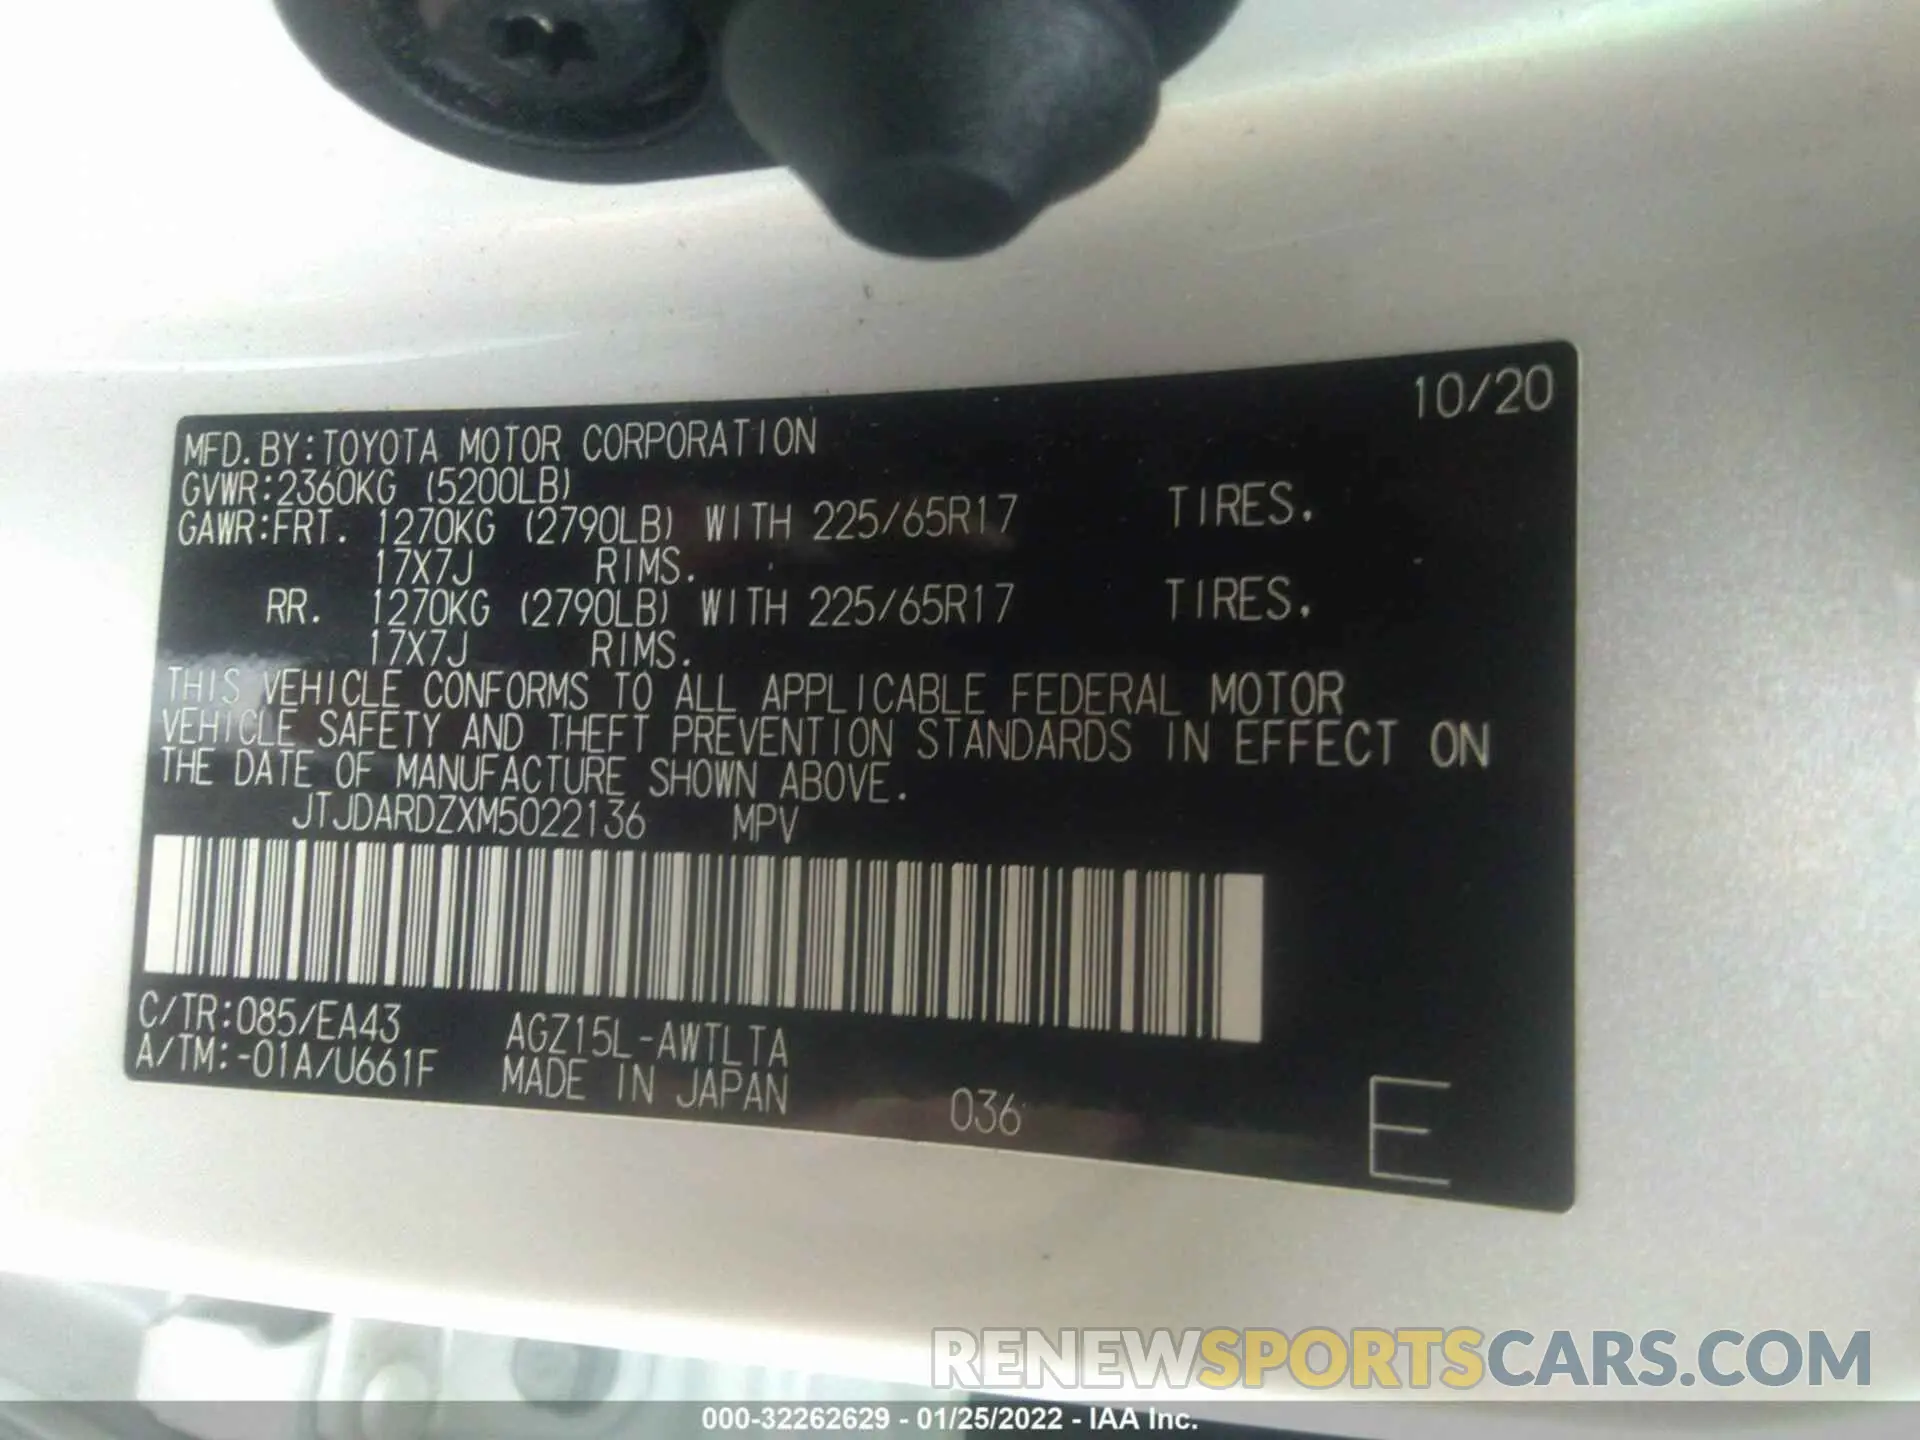 10/20
MFD.BY:TOYOTA MOTOR CORPORATION
GVWR:2360KG (5200LB)
GAWR:FRT. 1270KG (2790LB) WITH 225/65R17 TIRES.
17X7J RIMS.
RR. 1270KG (2790LB) WITH 225/65R17 TIRES.
17X7J RIMS.
THIS VEHICLE CONFORMS TO ALL APPLICABLE FEDERAL MOTOR
VEHICLE SAFETY AND THEFT PREVENTION STANDARDS IN EFFECT ON
THE DATE OF MANUFACTURE SHOWN ABOVE.
JTJDARDZXM5022136 MPV
C/TR:085/EA43 AGZ15L-AWTLTA
A/TM:-01A/U661F MADE IN JAPAN 036
E
RENEWSPORTSCARS.COM
000-32262629 - 01/25/2022 - IAA Inc.